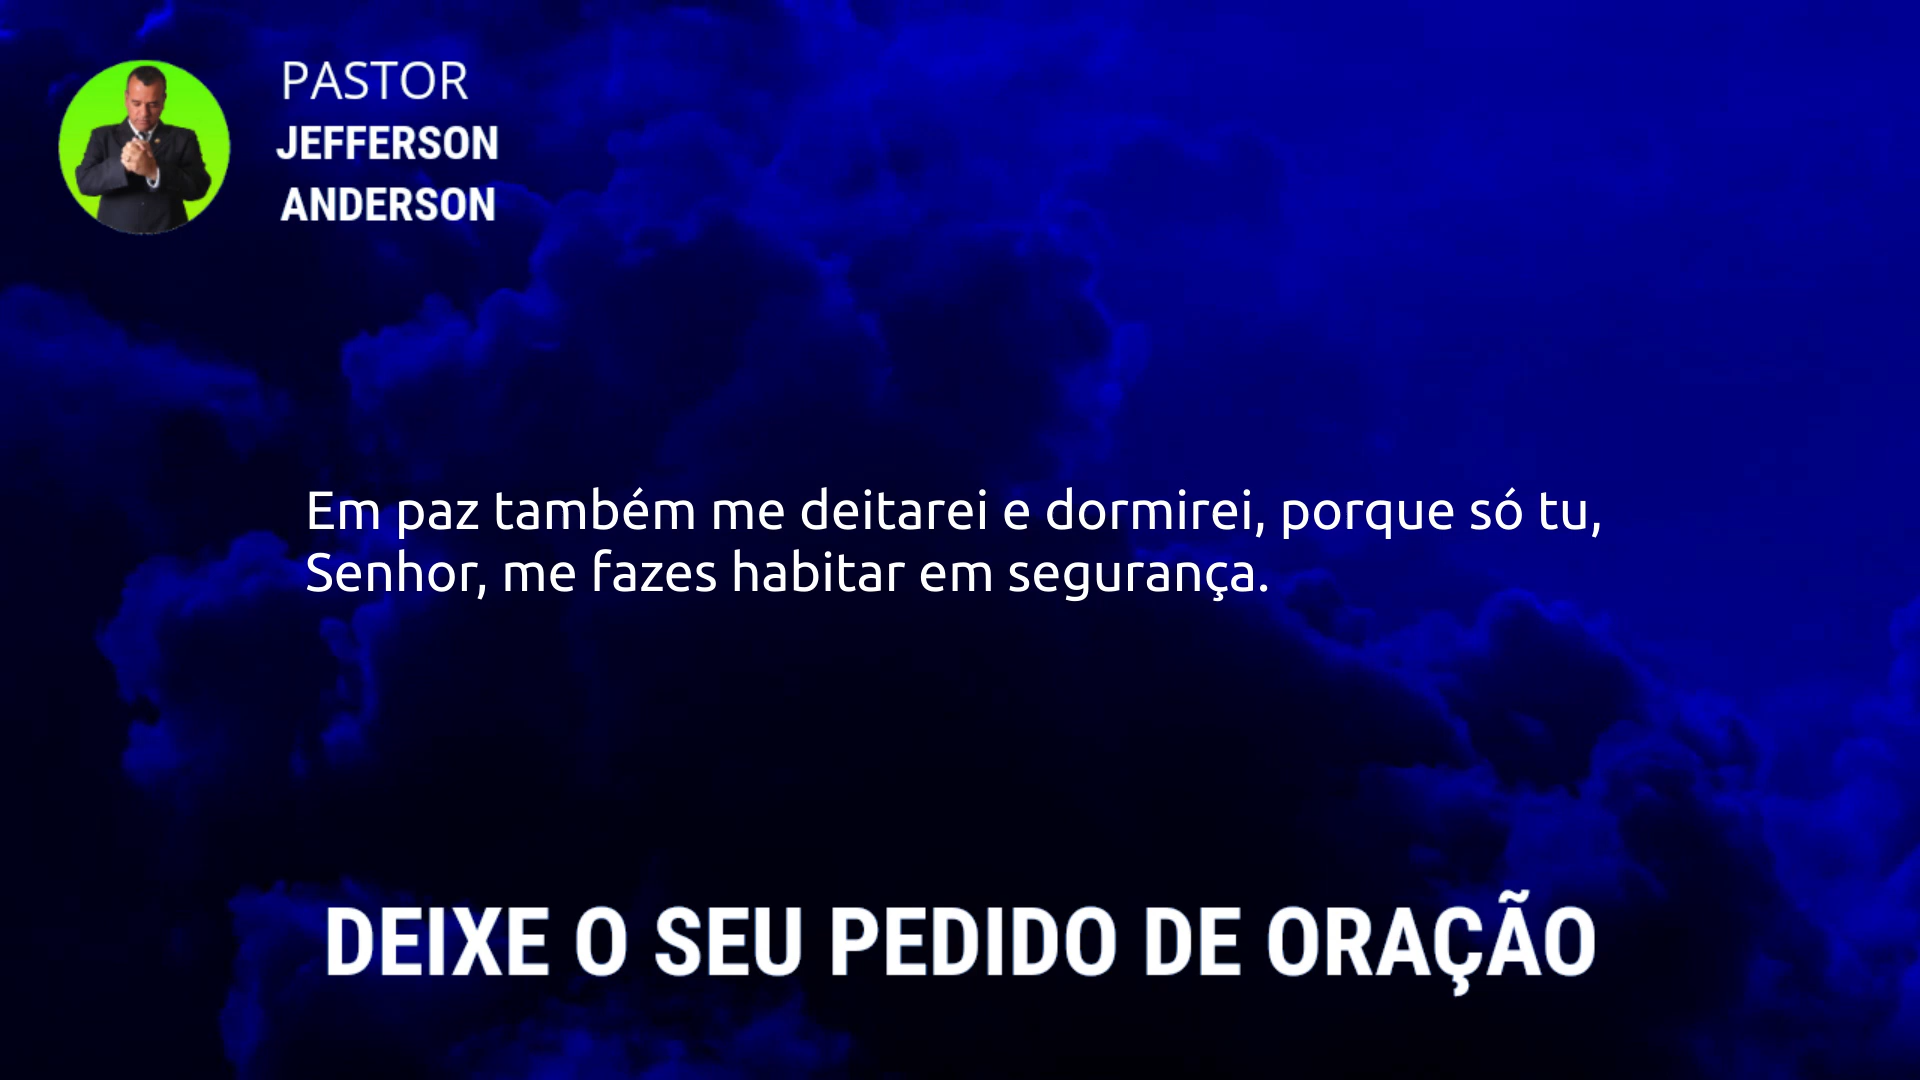 PASTOR
JEFFERSON
ANDERSON
Em paz também me deitarei e dormirei, porque só tu,
Senhor, me fazes habitar em segurança.
DEIXE O SEU PEDIDO DE ORAÇÃO